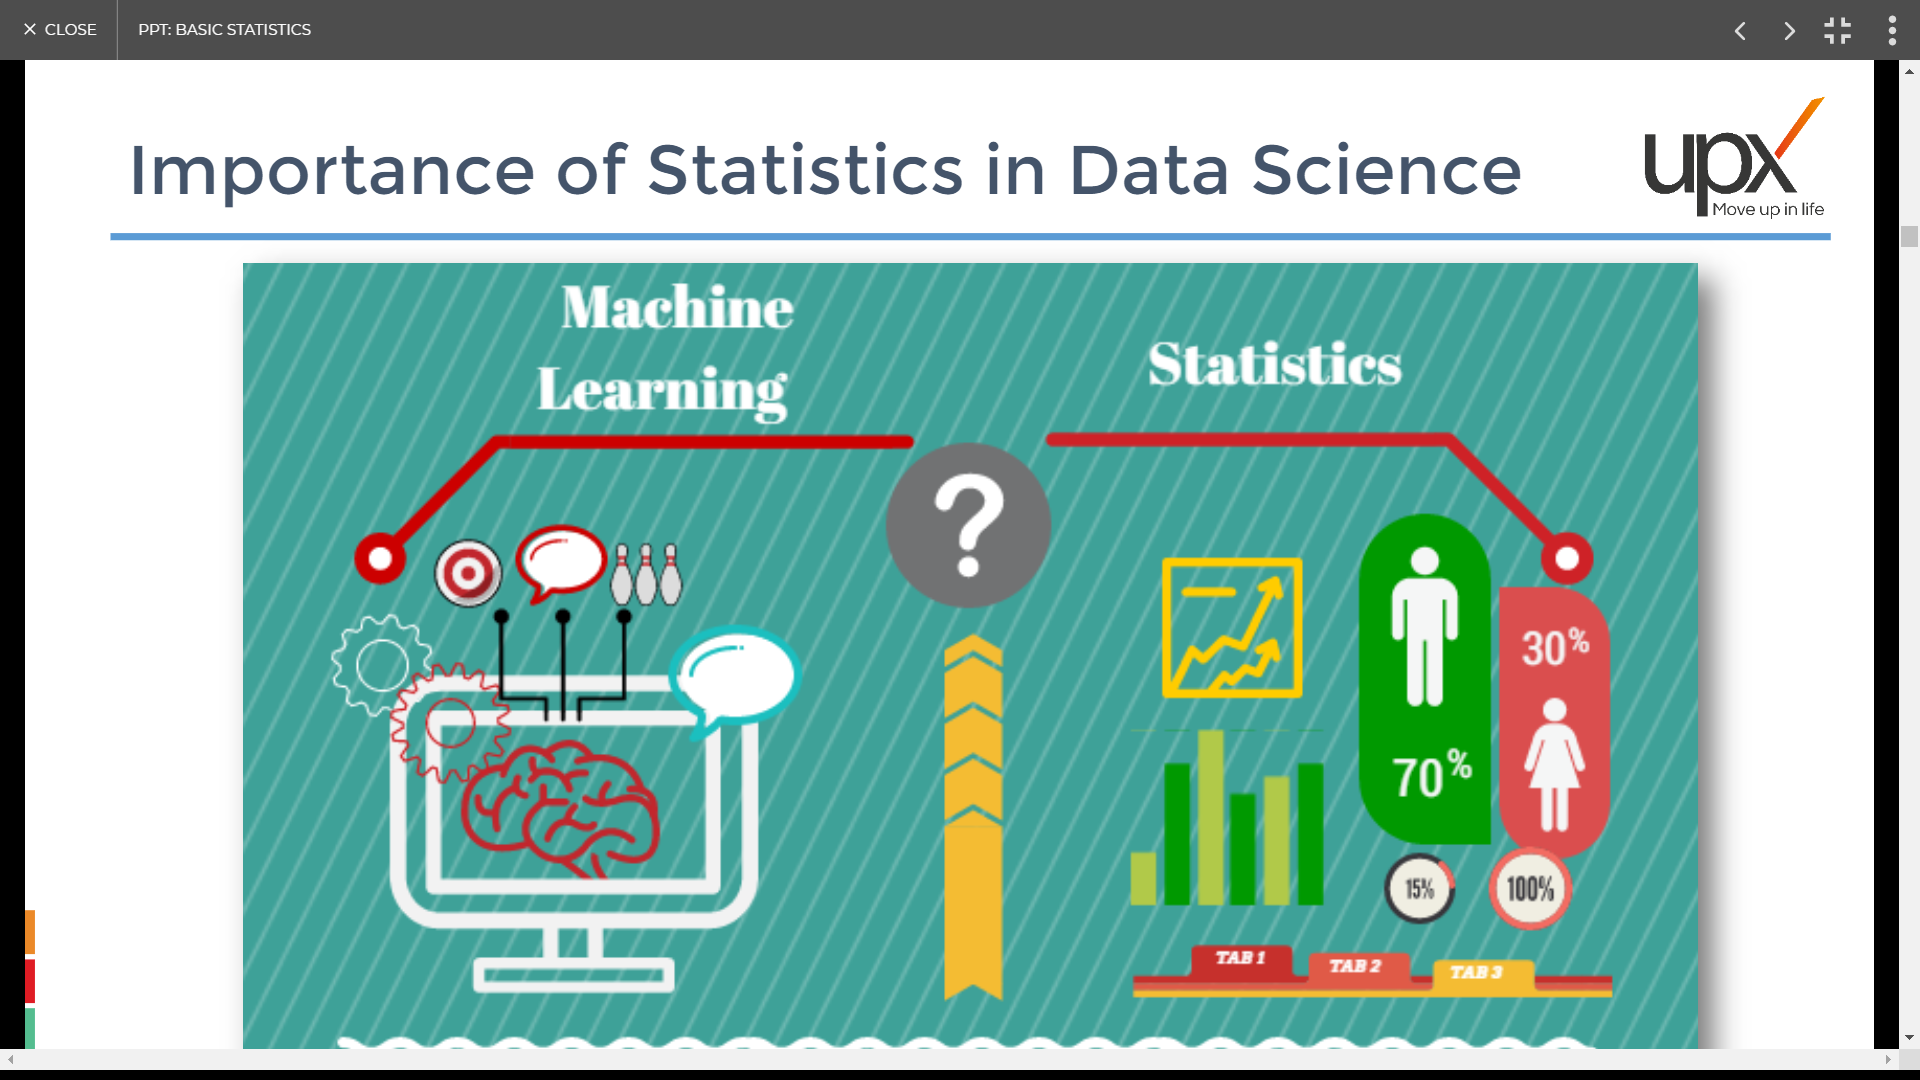 CLOSE
PPT: BASIC STATISTICS
Importance of Statistics in Data Science
upx
Move up in life
Machine
Learning
Statistics
?
30%
70%
15%
100%
TAB 1
TAB 2
TAB 3